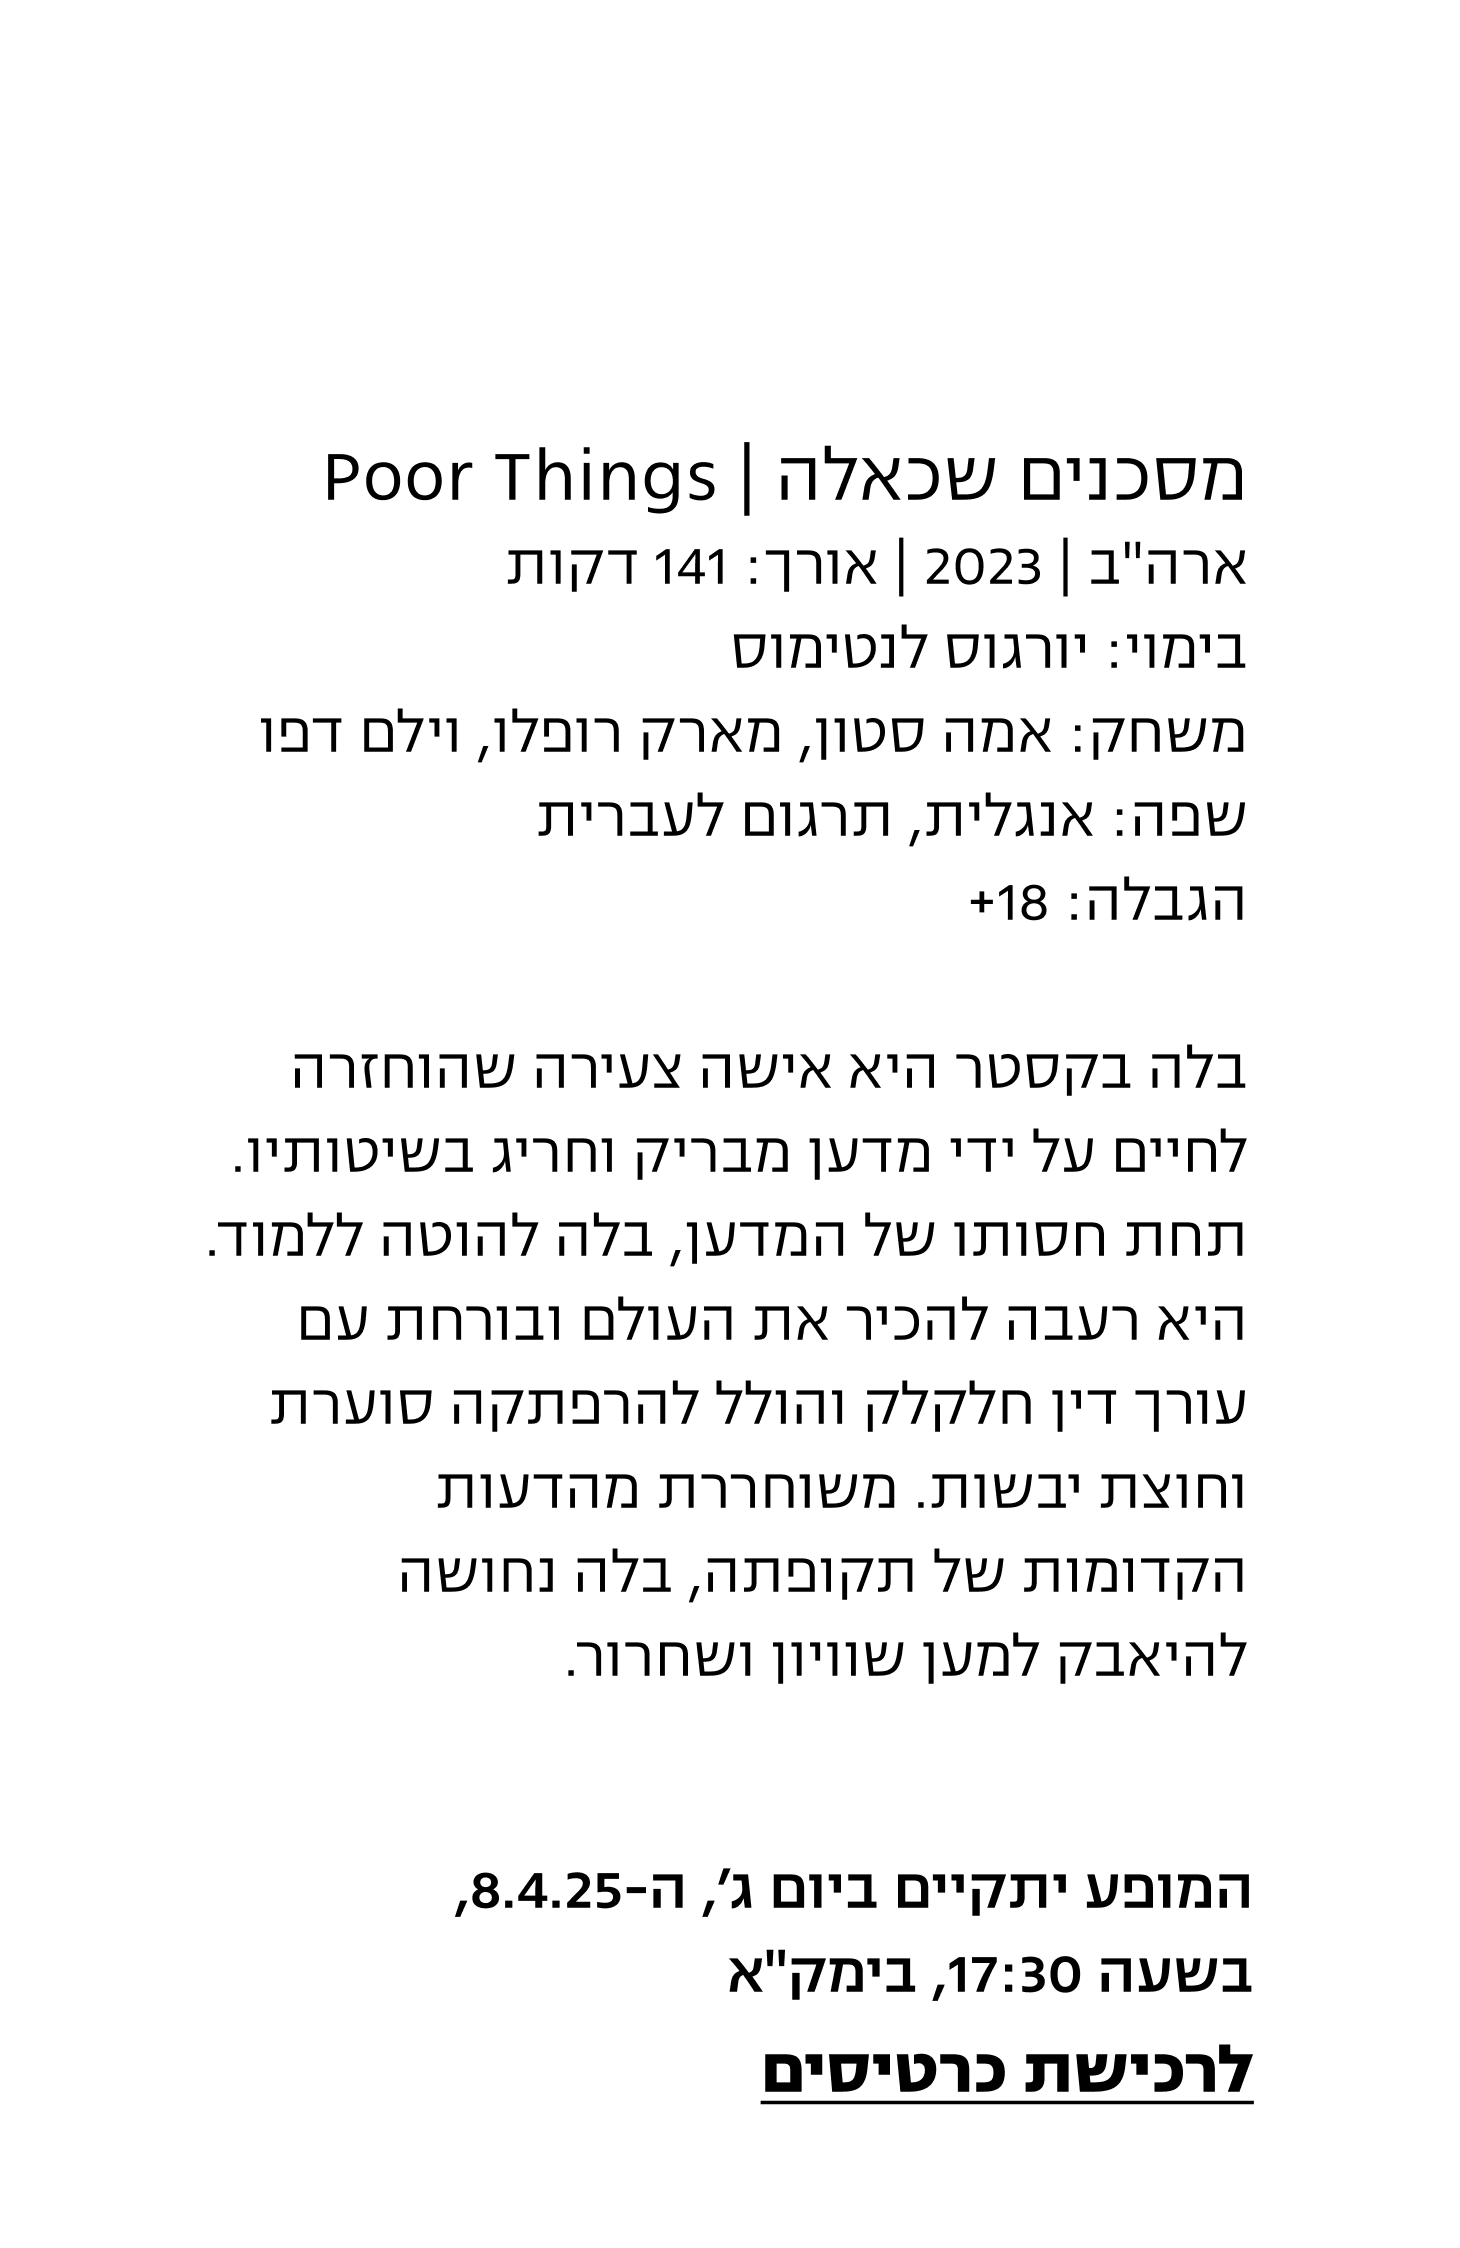 מסכנים שכאלה | Poor Things
ארה"ב | 2023 | אורך: 141 דקות
בימוי: יורגוס לנטימוס
משחק: אמה סטון, מארק רופלו, וילם דפו
שפה: אנגלית, תרגום לעברית
הגבלה: 18+
בלה בקסטר היא אישה צעירה שהוחזרה
לחיים על ידי מדען מבריק וחריג בשיטותיו.
תחת חסותו של המדען, בלה להוטה ללמוד.
היא רעבה להכיר את העולם ובורחת עם
עורך דין חלקלק והולל להרפתקה סוערת
וחוצת יבשות. משוחררת מהדעות
הקדומות של תקופתה, בלה נחושה
להיאבק למען שוויון ושחרור.
המופע יתקיים ביום ג', ה-8.4.25,
בשעה 17:30, בימק"א
לרכישת כרטיסים